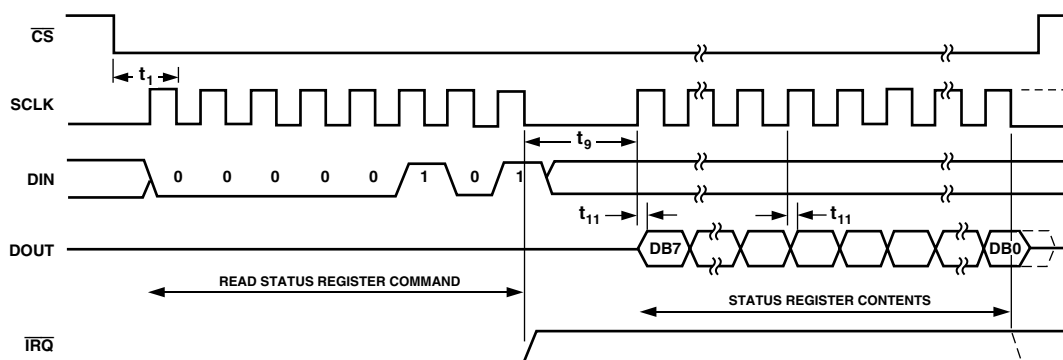 CS
t1
SCLK
t9
DIN
0 0 0 0 0 1 0 1
t11
t11
DOUT
DB7
DB0
READ STATUS REGISTER COMMAND
STATUS REGISTER CONTENTS
IRQ